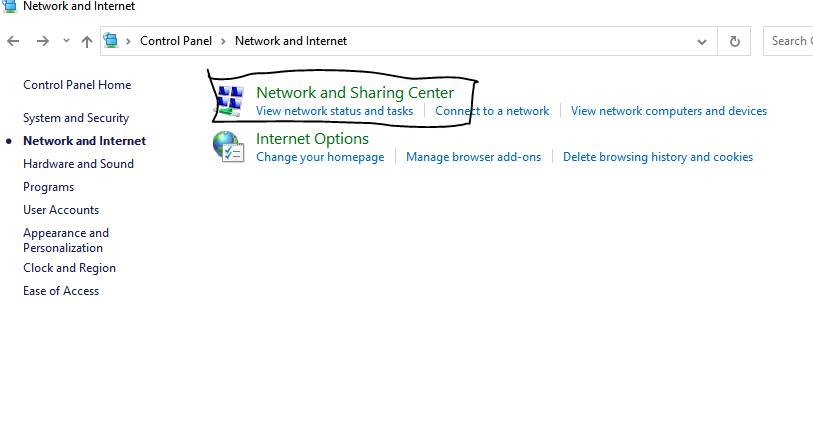 Network and Internet
Control Panel > Network and Internet
Control Panel Home
System and Security
Network and Internet
Hardware and Sound
Programs
User Accounts
Appearance and
Personalization
Clock and Region
Ease of Access
Network and Sharing Center
View network status and tasks Connect to a network View network computers and devices
Internet Options
Change your homepage Manage browser add-ons Delete browsing history and cookies